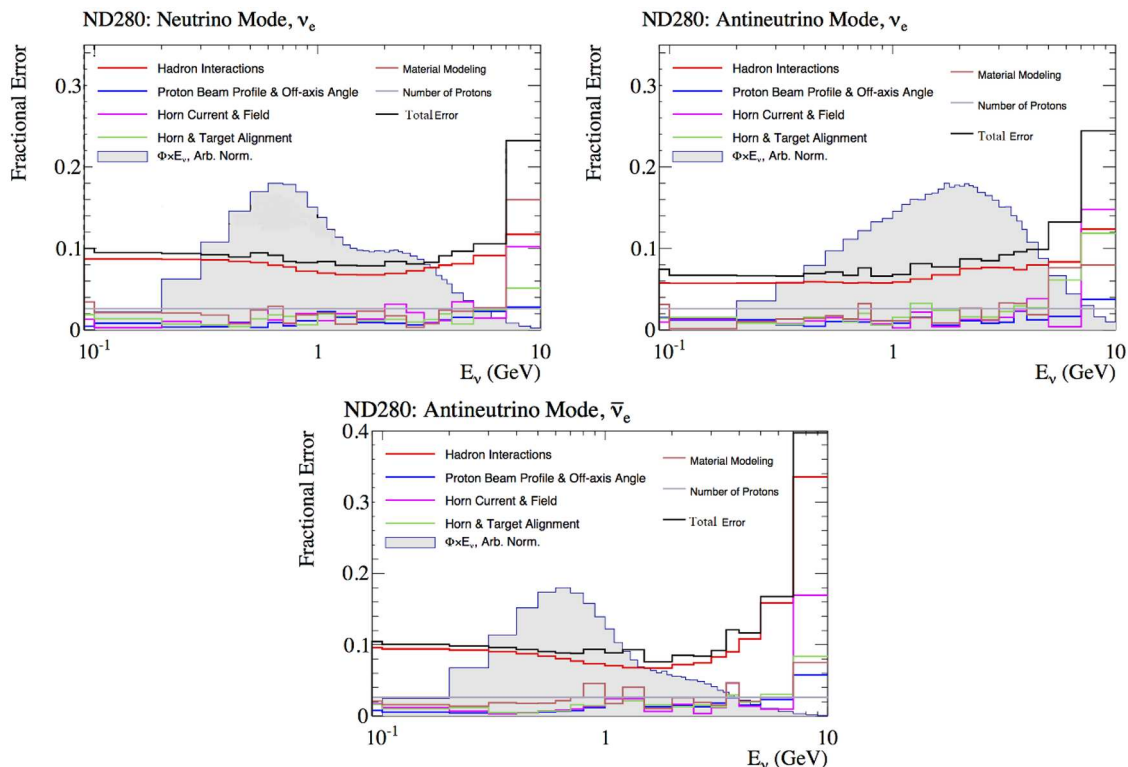 ND280: Neutrino Mode, νe
Fractional Error
0.3
0.2
0.1
0
Hadron Interactions
Proton Beam Profile & Off-axis Angle
Horn Current & Field
Horn & Target Alignment
Φ×Eν, Arb. Norm.
Material Modeling
Number of Protons
Total Error
10⁻¹
1
10
Eν (GeV)
ND280: Antineutrino Mode, νe
Fractional Error
0.3
0.2
0.1
0
Hadron Interactions
Proton Beam Profile & Off-axis Angle
Horn Current & Field
Horn & Target Alignment
Φ×Eν, Arb. Norm.
Material Modeling
Number of Protons
Total Error
10⁻¹
1
10
Eν (GeV)
ND280: Antineutrino Mode, ν̄e
Fractional Error
0.4
0.3
0.2
0.1
0
Hadron Interactions
Proton Beam Profile & Off-axis Angle
Horn Current & Field
Horn & Target Alignment
Φ×Eν, Arb. Norm.
Material Modeling
Number of Protons
Total Error
10⁻¹
1
10
Eν (GeV)